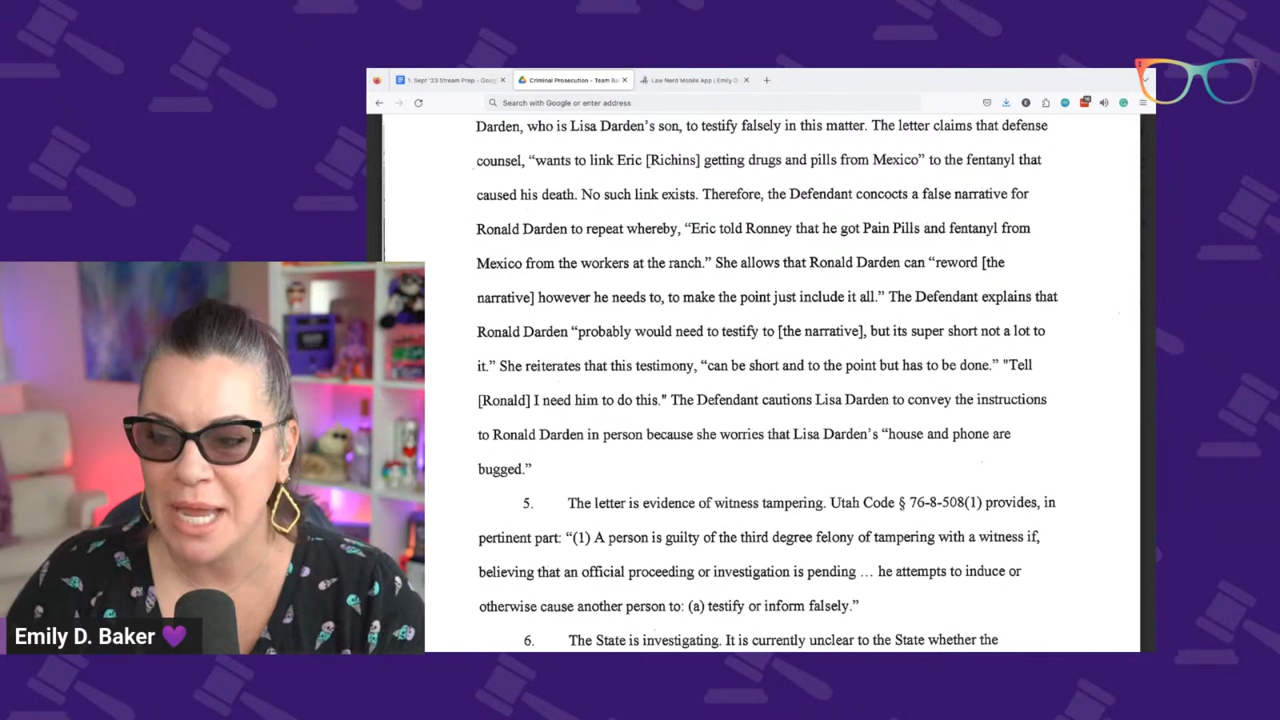 1. Sept '23 Stream Prep - Goog
Criminal Prosecution - Team Ba
Law Nerd Mobile App | Emily D.
Search with Google or enter address
Darden, who is Lisa Darden's son, to testify falsely in this matter. The letter claims that defense
counsel, “wants to link Eric [Richins] getting drugs and pills from Mexico” to the fentanyl that
caused his death. No such link exists. Therefore, the Defendant concocts a false narrative for
Ronald Darden to repeat whereby, “Eric told Ronney that he got Pain Pills and fentanyl from
Mexico from the workers at the ranch.” She allows that Ronald Darden can “reword [the
narrative] however he needs to, to make the point just include it all.” The Defendant explains that
Ronald Darden “probably would need to testify to [the narrative], but its super short not a lot to
it.” She reiterates that this testimony, “can be short and to the point but has to be done.” "Tell
[Ronald] I need him to do this." The Defendant cautions Lisa Darden to convey the instructions
to Ronald Darden in person because she worries that Lisa Darden's “house and phone are
bugged.”
5. The letter is evidence of witness tampering. Utah Code § 76-8-508(1) provides, in
pertinent part: “(1) A person is guilty of the third degree felony of tampering with a witness if,
believing that an official proceeding or investigation is pending … he attempts to induce or
otherwise cause another person to: (a) testify or inform falsely.”
6. The State is investigating. It is currently unclear to the State whether the
Emily D. Baker 💜